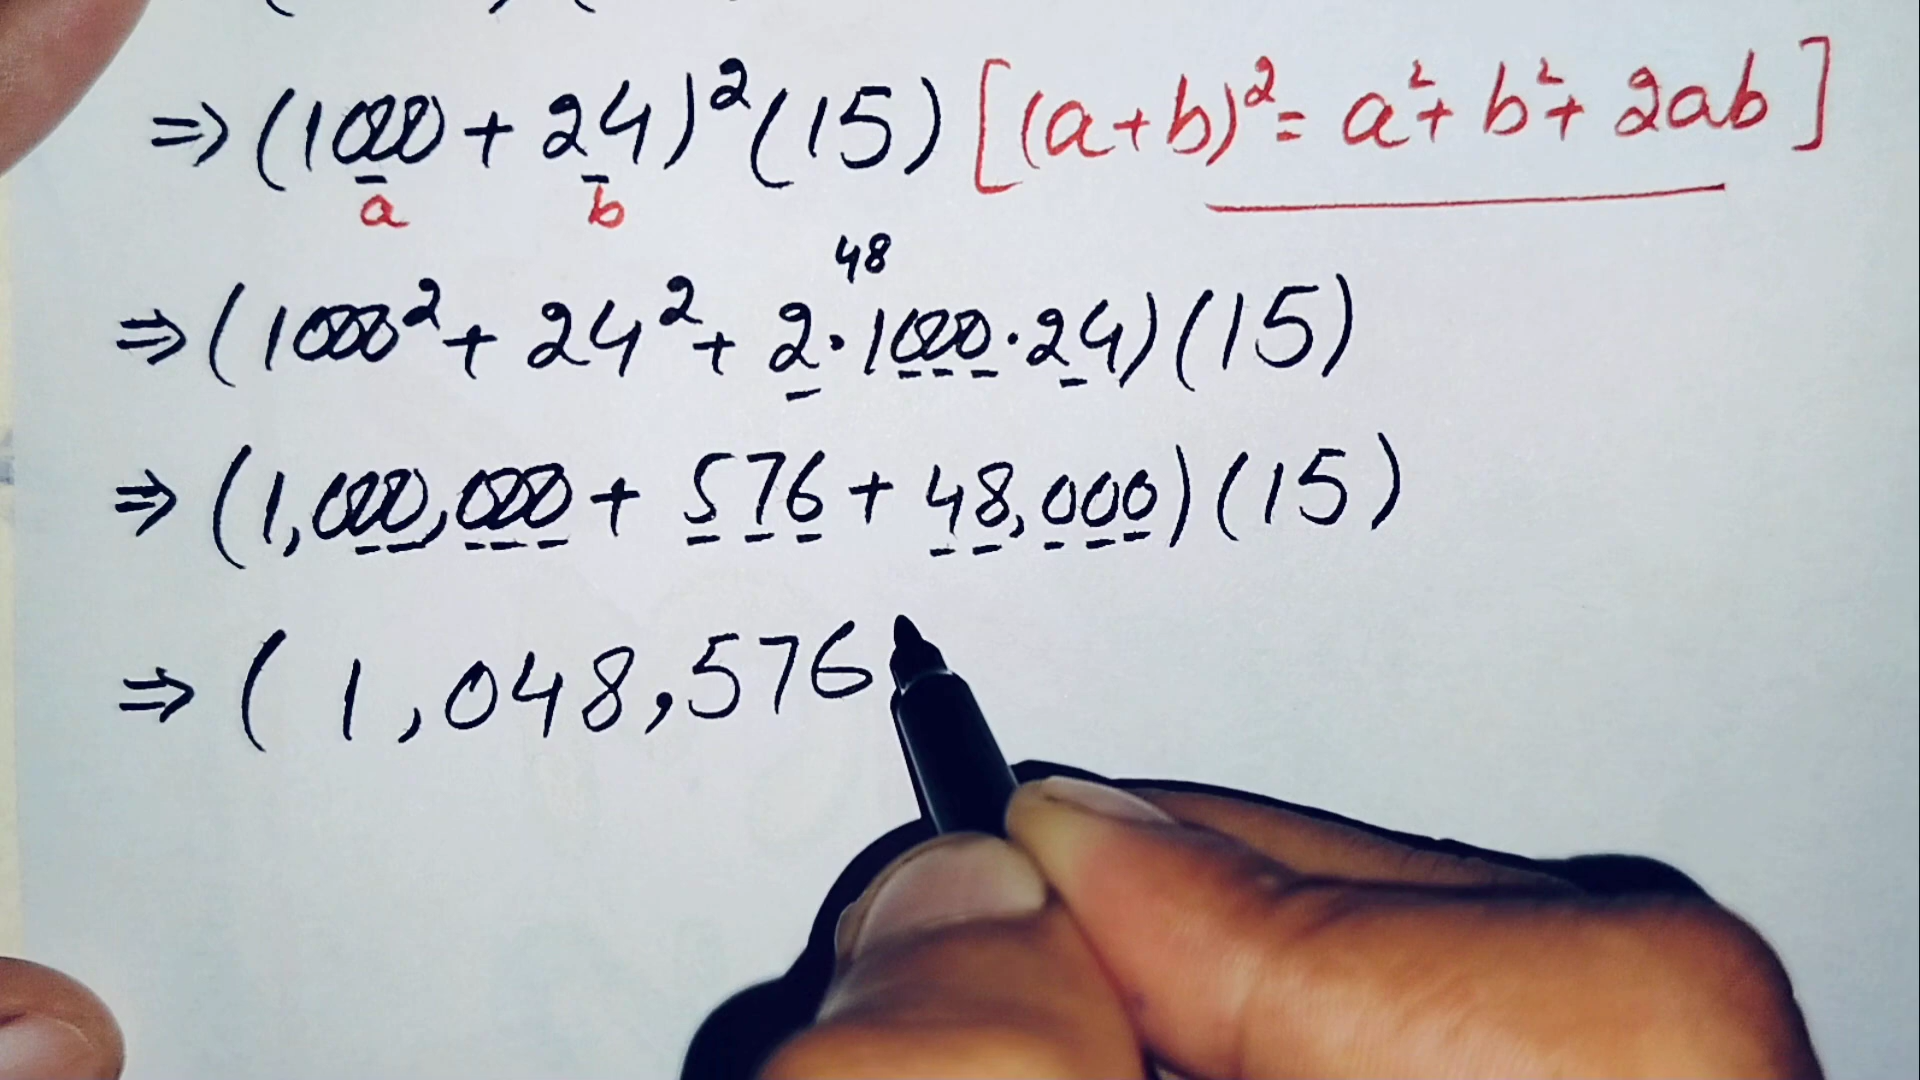 ⇒ (1000 + 24)² (15) [(a+b)² = a² + b² + 2ab]
a b
48
⇒ (1000² + 24² + 2·1000·24) (15)
⇒ (1,000,000 + 576 + 48,000) (15)
⇒ ( 1,048,576